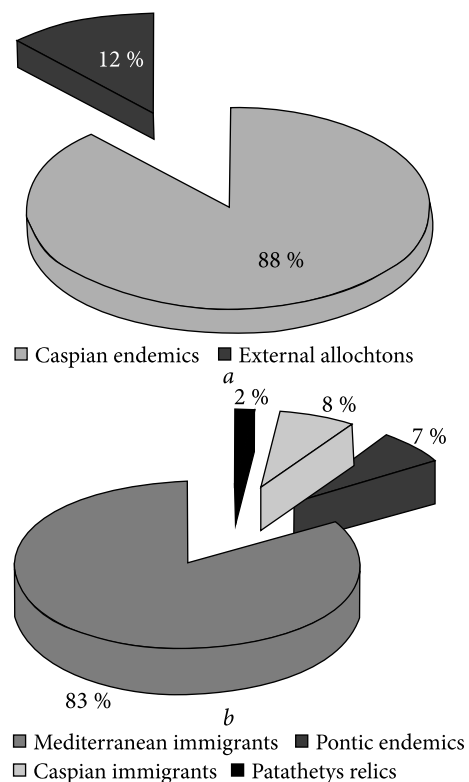 12 %
88 %
Caspian endemics External allochtons
a
2 %
8 %
7 %
83 %
b
Mediterranean immigrants Pontic endemics
Caspian immigrants Patathetys relics